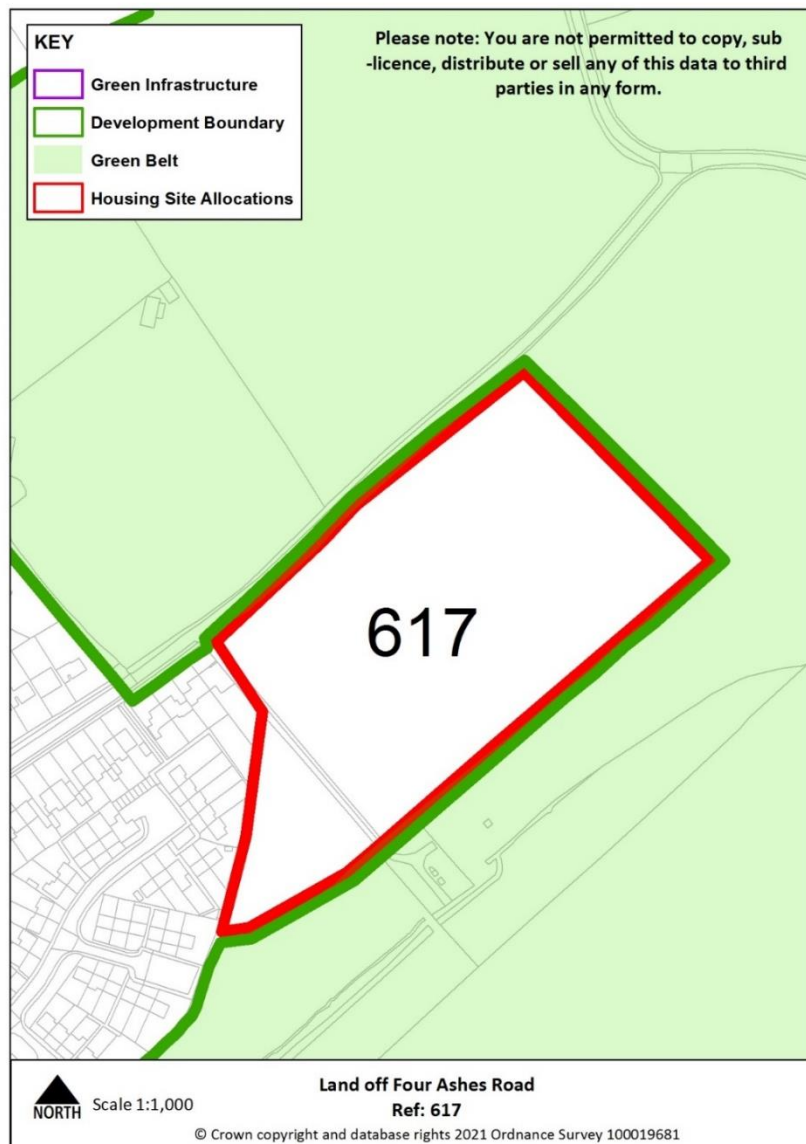 KEY
Green Infrastructure
Development Boundary
Green Belt
Housing Site Allocations
Please note: You are not permitted to copy, sub
-licence, distribute or sell any of this data to third
parties in any form.
617
NORTH
Scale 1:1,000
Land off Four Ashes Road
Ref: 617
© Crown copyright and database rights 2021 Ordnance Survey 100019681